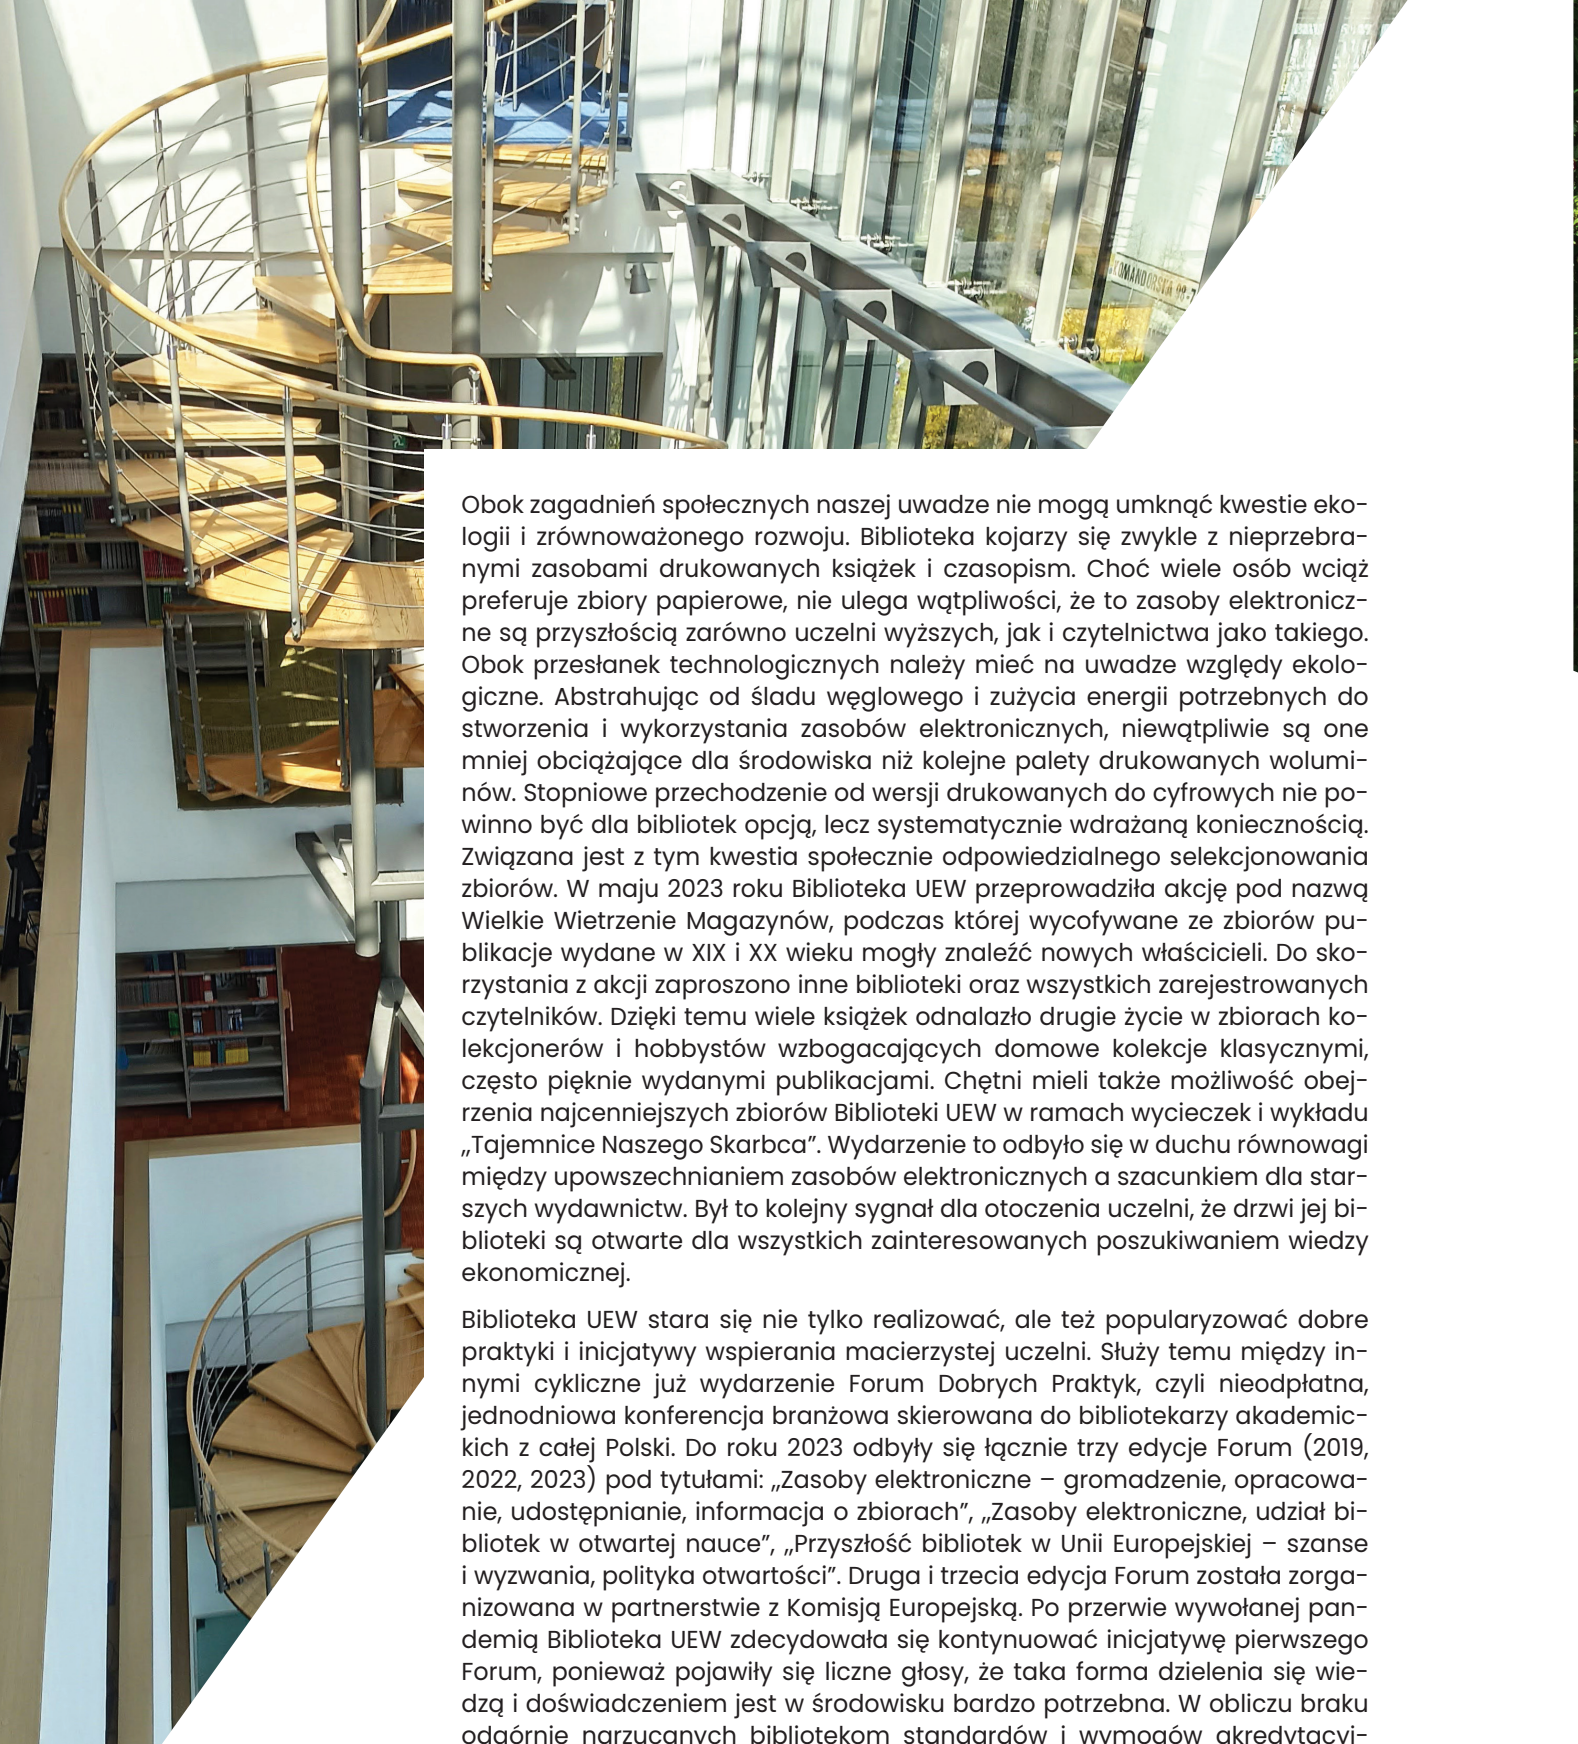 KOMANDORSKA
Obok zagadnień społecznych naszej uwadze nie mogą umknąć kwestie eko-
logii i zrównoważonego rozwoju. Biblioteka kojarzy się zwykle z nieprzebra-
nymi zasobami drukowanych książek i czasopism. Choć wiele osób wciąż
preferuje zbiory papierowe, nie ulega wątpliwości, że to zasoby elektronicz-
ne są przyszłością zarówno uczelni wyższych, jak i czytelnictwa jako takiego.
Obok przesłanek technologicznych należy mieć na uwadze względy ekolo-
giczne. Abstrahując od śladu węglowego i zużycia energii potrzebnych do
stworzenia i wykorzystania zasobów elektronicznych, niewątpliwie są one
mniej obciążające dla środowiska niż kolejne palety drukowanych wolumi-
nów. Stopniowe przechodzenie od wersji drukowanych do cyfrowych nie po-
winno być dla bibliotek opcją, lecz systematycznie wdrażaną koniecznością.
Związana jest z tym kwestia społecznie odpowiedzialnego selekcjonowania
zbiorów. W maju 2023 roku Biblioteka UEW przeprowadziła akcję pod nazwą
Wielkie Wietrzenie Magazynów, podczas której wycofywane ze zbiorów pu-
blikacje wydane w XIX i XX wieku mogły znaleźć nowych właścicieli. Do sko-
rzystania z akcji zaproszono inne biblioteki oraz wszystkich zarejestrowanych
czytelników. Dzięki temu wiele książek odnalazło drugie życie w zbiorach ko-
lekcjonerów i hobbystów wzbogacających domowe kolekcje klasycznymi,
często pięknie wydanymi publikacjami. Chętni mieli także możliwość obej-
rzenia najcenniejszych zbiorów Biblioteki UEW w ramach wycieczek i wykładu
„Tajemnice Naszego Skarbca”. Wydarzenie to odbyło się w duchu równowagi
między upowszechnianiem zasobów elektronicznych a szacunkiem dla star-
szych wydawnictw. Był to kolejny sygnał dla otoczenia uczelni, że drzwi jej bi-
blioteki są otwarte dla wszystkich zainteresowanych poszukiwaniem wiedzy
ekonomicznej.
Biblioteka UEW stara się nie tylko realizować, ale też popularyzować dobre
praktyki i inicjatywy wspierania macierzystej uczelni. Służy temu między in-
nymi cykliczne już wydarzenie Forum Dobrych Praktyk, czyli nieodpłatna,
jednodniowa konferencja branżowa skierowana do bibliotekarzy akademic-
kich z całej Polski. Do roku 2023 odbyły się łącznie trzy edycje Forum (2019,
2022, 2023) pod tytułami: „Zasoby elektroniczne – gromadzenie, opracowa-
nie, udostępnianie, informacja o zbiorach”, „Zasoby elektroniczne, udział bi-
bliotek w otwartej nauce”, „Przyszłość bibliotek w Unii Europejskiej – szanse
i wyzwania, polityka otwartości”. Druga i trzecia edycja Forum została zorga-
nizowana w partnerstwie z Komisją Europejską. Po przerwie wywołanej pan-
demią Biblioteka UEW zdecydowała się kontynuować inicjatywę pierwszego
Forum, ponieważ pojawiły się liczne głosy, że taka forma dzielenia się wie-
dzą i doświadczeniem jest w środowisku bardzo potrzebna. W obliczu braku
odgórnie narzucanych bibliotekom standardów i wymogów akredytacyj-